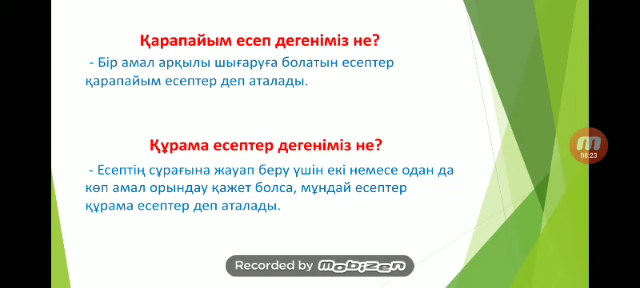 Қарапайым есеп дегеніміз не?
- Бір амал арқылы шығаруға болатын есептер
қарапайым есептер деп аталады.
Құрама есептер дегеніміз не?
- Есептің сұрағына жауап беру үшін екі немесе одан да
көп амал орындау қажет болса, мұндай есептер
құрама есептер деп аталады.
08:23
Recorded by MOBIZEN